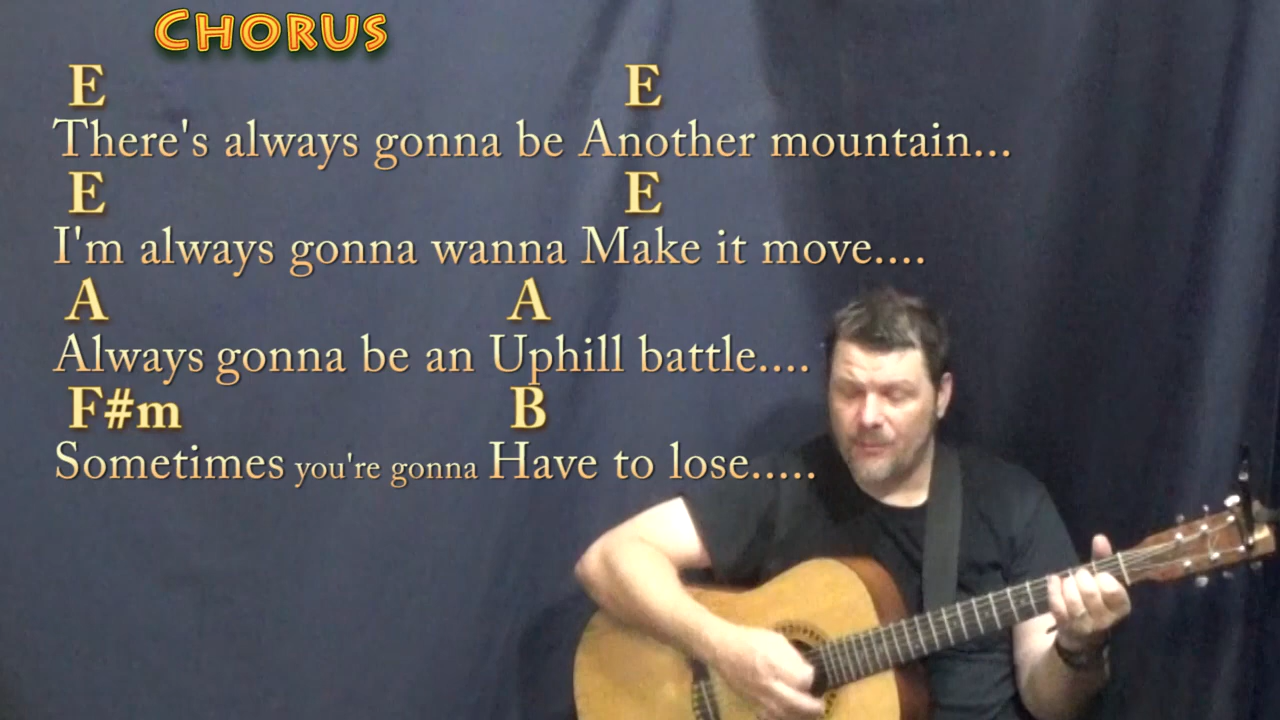 CHORUS
E E
There's always gonna be Another mountain...
E E
I'm always gonna wanna Make it move....
A A
Always gonna be an Uphill battle....
F#m B
Sometimes you're gonna Have to lose.....